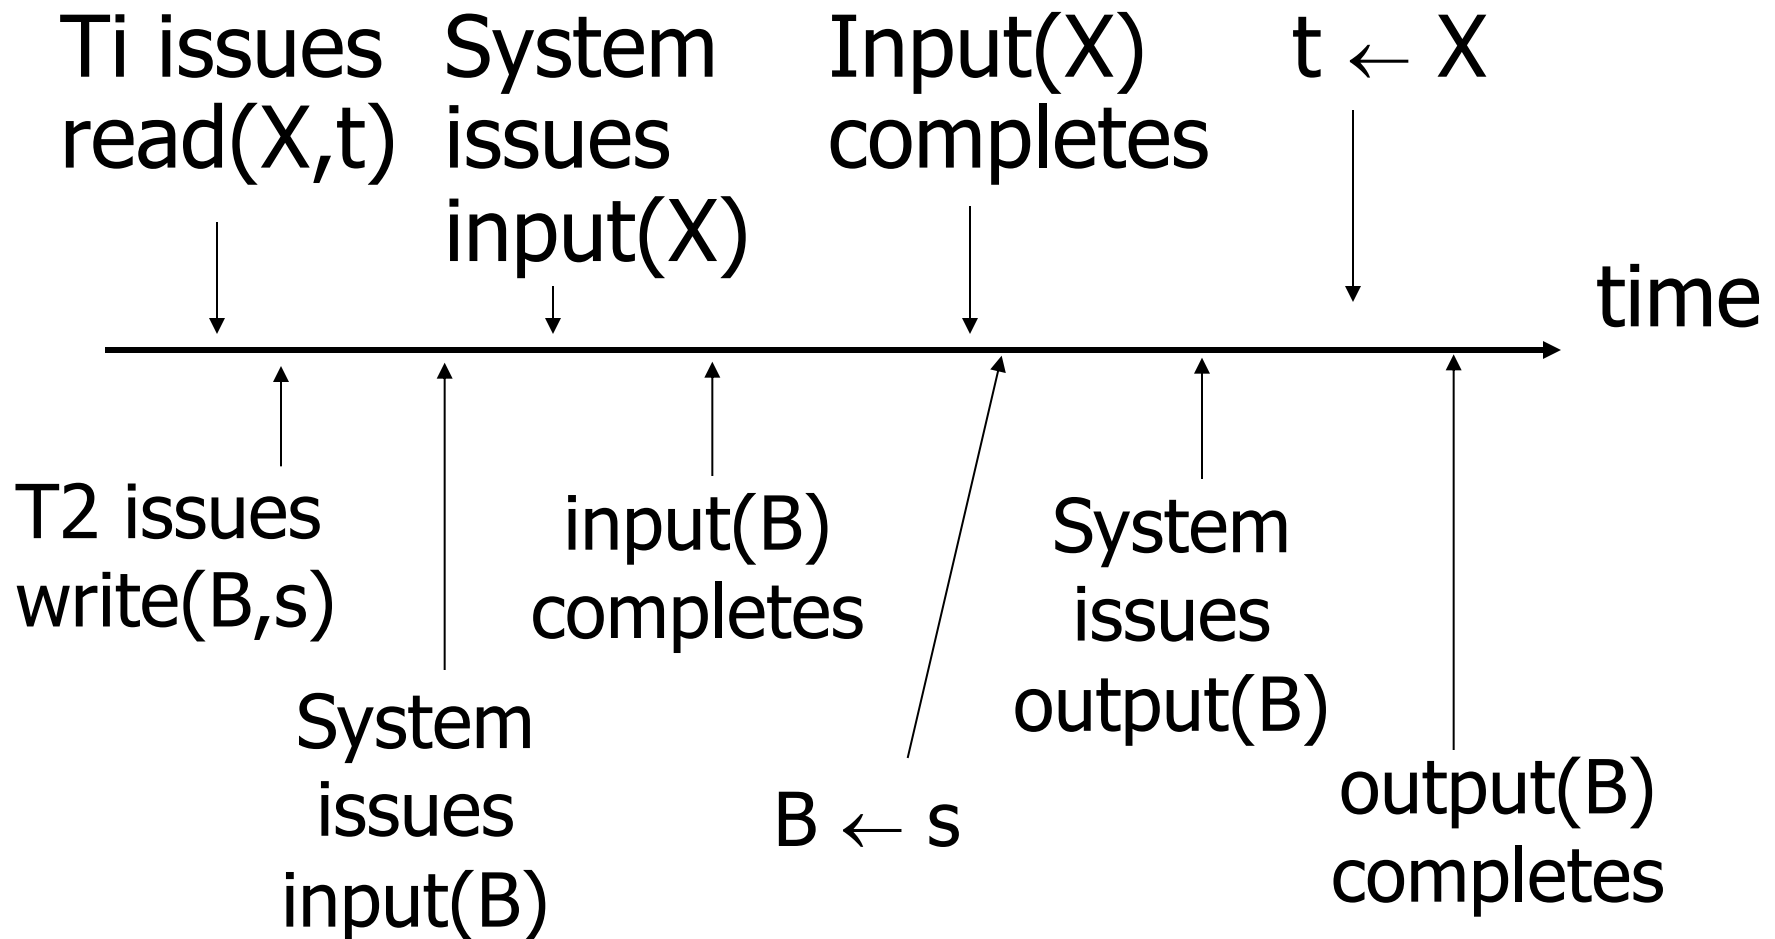 Ti issues
read(X,t)
System
issues
input(X)
Input(X)
completes
t ← X
time
T2 issues
write(B,s)
System
issues
input(B)
input(B)
completes
B ← s
System
issues
output(B)
output(B)
completes